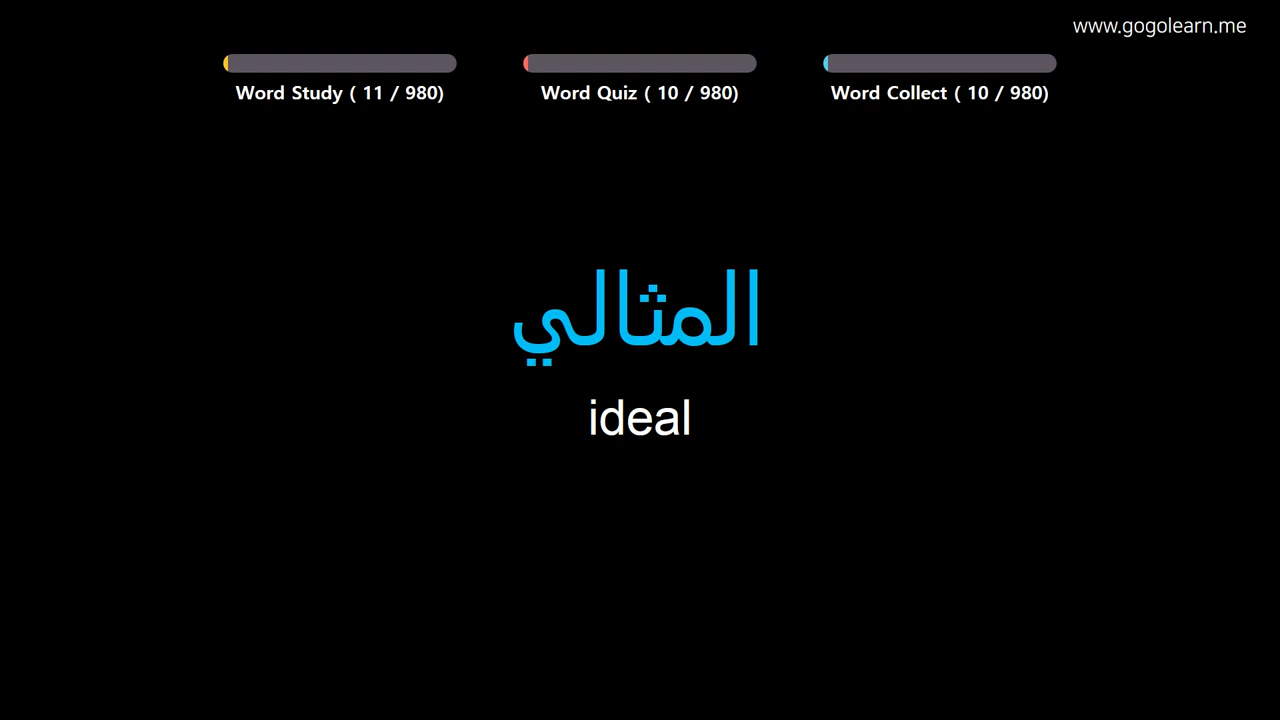 www.gogolearn.me
Word Study ( 11 / 980)
Word Quiz ( 10 / 980)
Word Collect ( 10 / 980)
المثالي
ideal